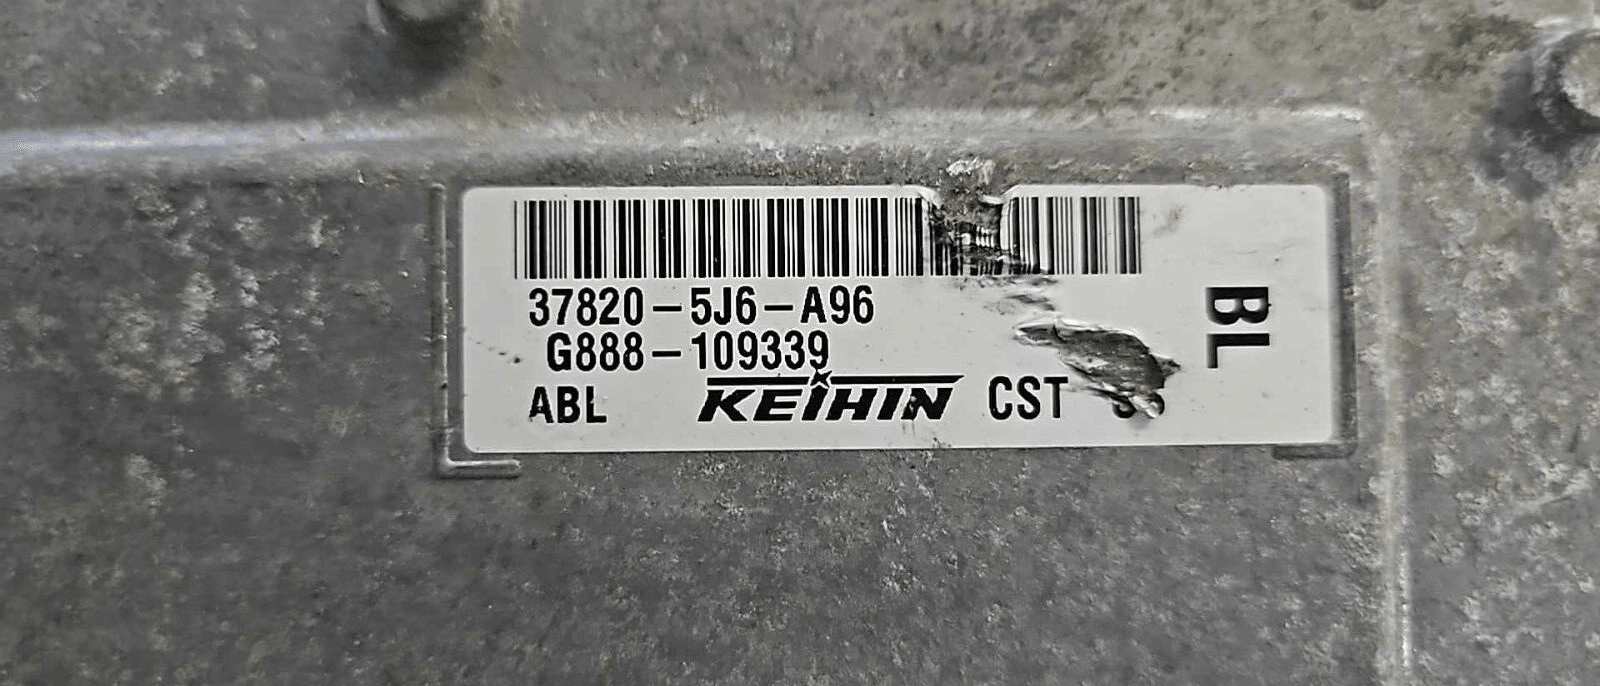 37820-5J6-A96
G888-109339
ABL KEIHIN CST
BL